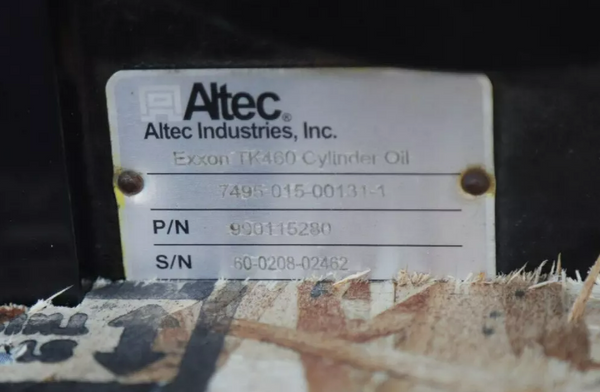 Altec®
Altec Industries, Inc.
Exxon TK460 Cylinder Oil
7495-015-00131-1
P/N 900115280
S/N 60-0208-02462